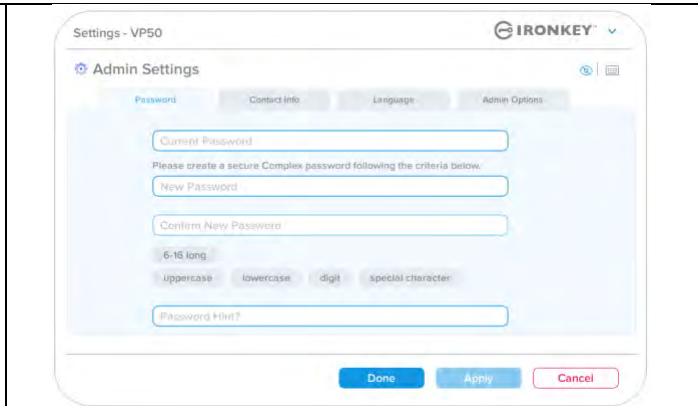 Settings - VP50 IRONKEY™
Admin Settings
Password Contact Info Language Admin Options
Current Password
Please create a secure Complex password following the criteria below.
New Password
Confirm New Password
6-16 long
uppercase lowercase digit special character
Password Hint?
Done Apply Cancel